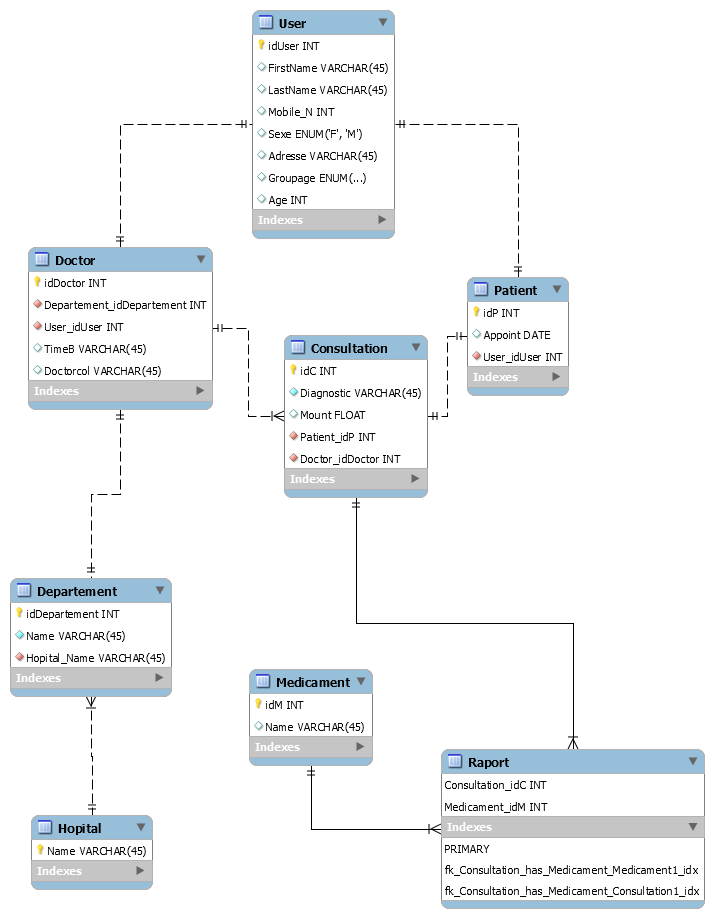 User
idUser INT
FirstName VARCHAR(45)
LastName VARCHAR(45)
Mobile_N INT
Sexe ENUM('F', 'M')
Adresse VARCHAR(45)
Groupage ENUM(...)
Age INT
Indexes
Doctor
idDoctor INT
Departement_idDepartement INT
User_idUser INT
TimeB VARCHAR(45)
Doctorcol VARCHAR(45)
Indexes
Patient
idP INT
Appoint DATE
User_idUser INT
Indexes
Consultation
idC INT
Diagnostic VARCHAR(45)
Mount FLOAT
Patient_idP INT
Doctor_idDoctor INT
Indexes
Departement
idDepartement INT
Name VARCHAR(45)
Hopital_Name VARCHAR(45)
Indexes
Medicament
idM INT
Name VARCHAR(45)
Indexes
Hopital
Name VARCHAR(45)
Indexes
Raport
Consultation_idC INT
Medicament_idM INT
Indexes
PRIMARY
fk_Consultation_has_Medicament_Medicament1_idx
fk_Consultation_has_Medicament_Consultation1_idx